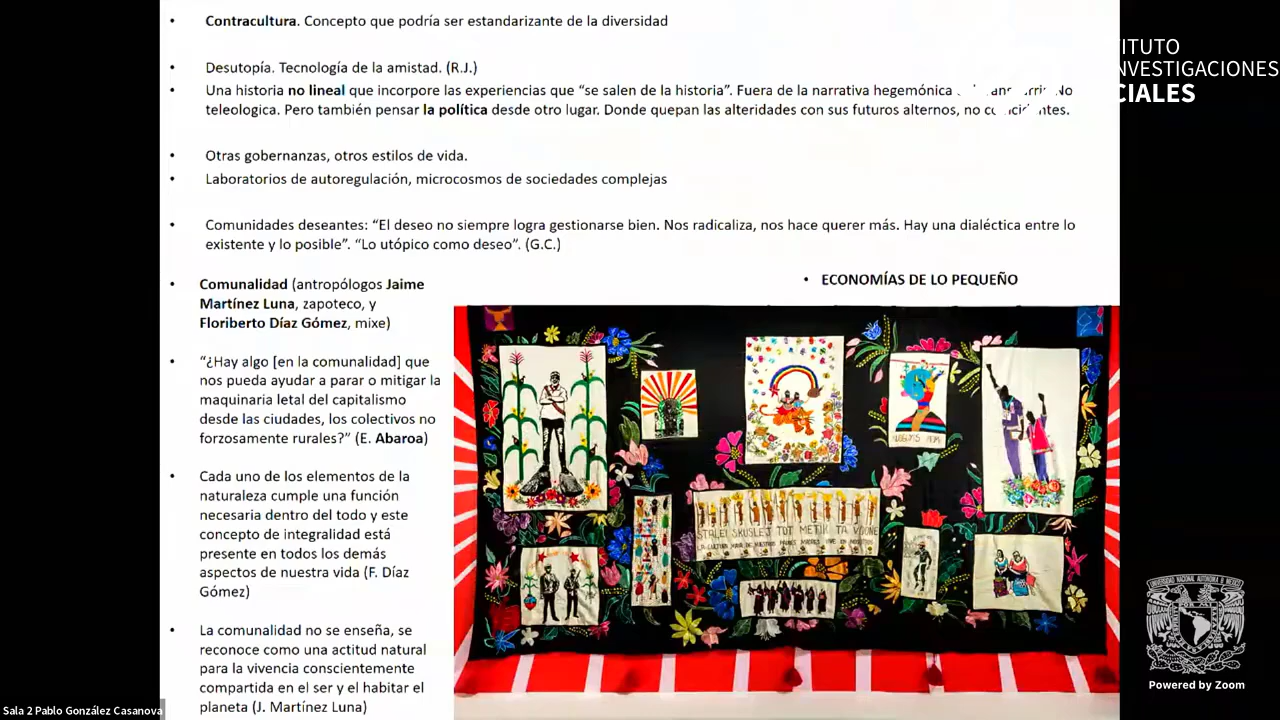 • Contracultura. Concepto que podría ser estandarizante de la diversidad
• Desutopía. Tecnología de la amistad. (R.J.)
• Una historia no lineal que incorpore las experiencias que “se salen de la historia”. Fuera de la narrativa hegemónica No
teleologica. Pero también pensar la política desde otro lugar. Donde quepan las alteridades con sus futuros alternos, no
• Otras gobernanzas, otros estilos de vida.
• Laboratorios de autoregulación, microcosmos de sociedades complejas
• Comunidades deseantes: “El deseo no siempre logra gestionarse bien. Nos radicaliza, nos hace querer más. Hay una dialéctica entre lo
existente y lo posible”. “Lo utópico como deseo”. (G.C.)
• Comunalidad (antropólogos Jaime
Martínez Luna, zapoteco, y
Floriberto Díaz Gómez, mixe)
• “¿Hay algo [en la comunalidad] que
nos pueda ayudar a parar o mitigar la
maquinaria letal del capitalismo
desde las ciudades, los colectivos no
forzosamente rurales?” (E. Abaroa)
• Cada uno de los elementos de la
naturaleza cumple una función
necesaria dentro del todo y este
concepto de integralidad está
presente en todos los demás
aspectos de nuestra vida (F. Díaz
Gómez)
• La comunalidad no se enseña, se
reconoce como una actitud natural
para la vivencia conscientemente
compartida en el ser y el habitar el
planeta (J. Martínez Luna)
• ECONOMÍAS DE LO PEQUEÑO
STALEI SKUSLEJ TOT METIK TA
ITUTO
NVESTIGACIONES
CIALES
Powered by Zoom
Sala 2 Pablo González Casanova